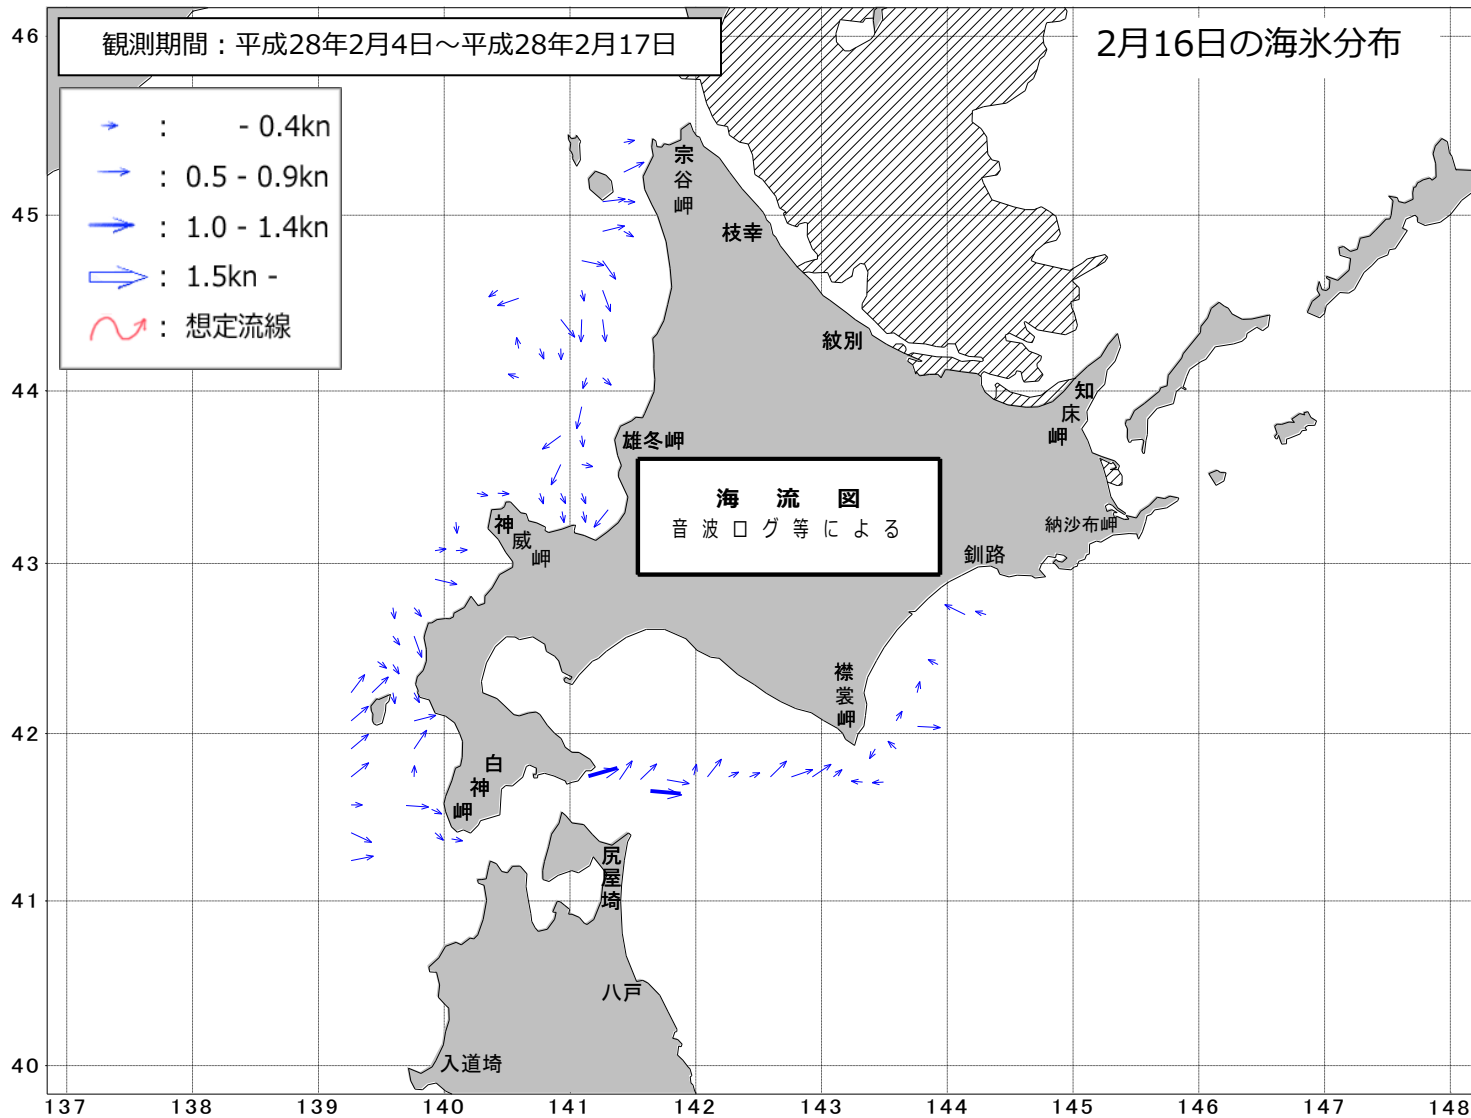 観測期間：平成28年2月4日～平成28年2月17日
2月16日の海氷分布
： - 0.4kn
： 0.5 - 0.9kn
： 1.0 - 1.4kn
： 1.5kn -
： 想定流線
宗谷岬
枝幸
紋別
知床岬
雄冬岬
海 流 図
音 波 ロ グ 等 に よ る
納沙布岬
釧路
神威岬
襟裳岬
白神岬
尻屋埼
八戸
入道埼
46
45
44
43
42
41
40
137 138 139 140 141 142 143 144 145 146 147 148